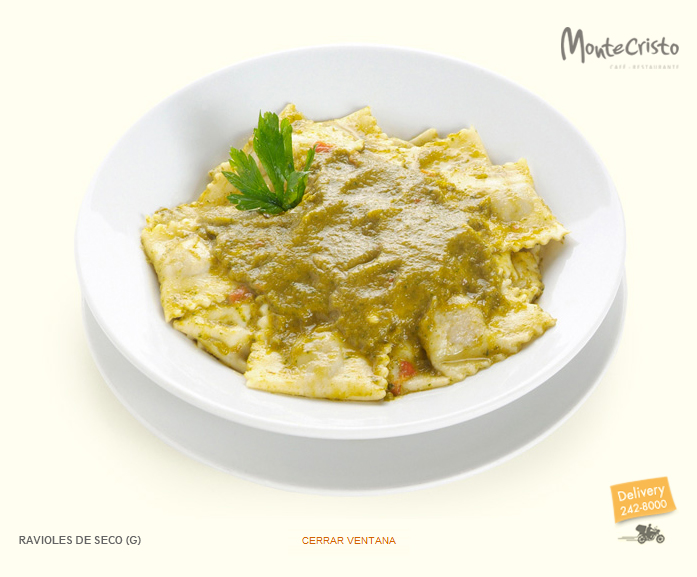 MonteCristo
CAFÉ - RESTAURANTE
Delivery
242-8000
RAVIOLES DE SECO (G)
CERRAR VENTANA